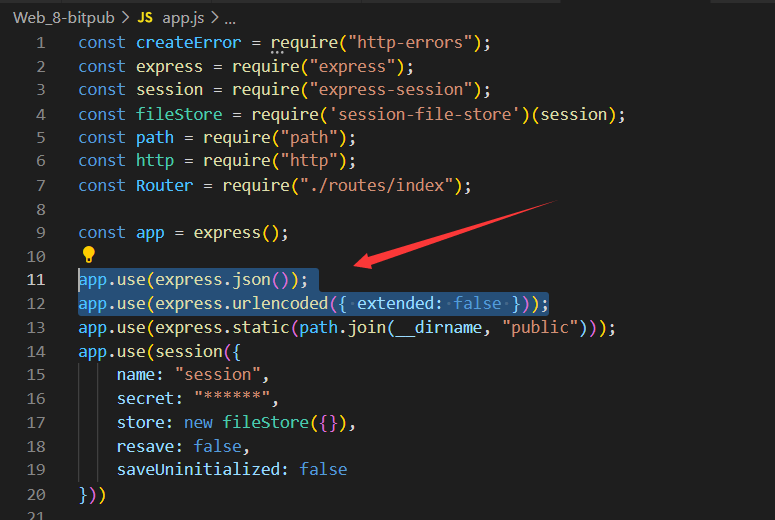 Web_8-bitpub > JS app.js > ...
1 const createError = require("http-errors");
2 const express = require("express");
3 const session = require("express-session");
4 const fileStore = require('session-file-store')(session);
5 const path = require("path");
6 const http = require("http");
7 const Router = require("./routes/index");
8
9 const app = express();
10
11 app.use(express.json());
12 app.use(express.urlencoded({ extended: false }));
13 app.use(express.static(path.join(__dirname, "public")));
14 app.use(session({
15     name: "session",
16     secret: "******",
17     store: new fileStore({}),
18     resave: false,
19     saveUninitialized: false
20 }))
21